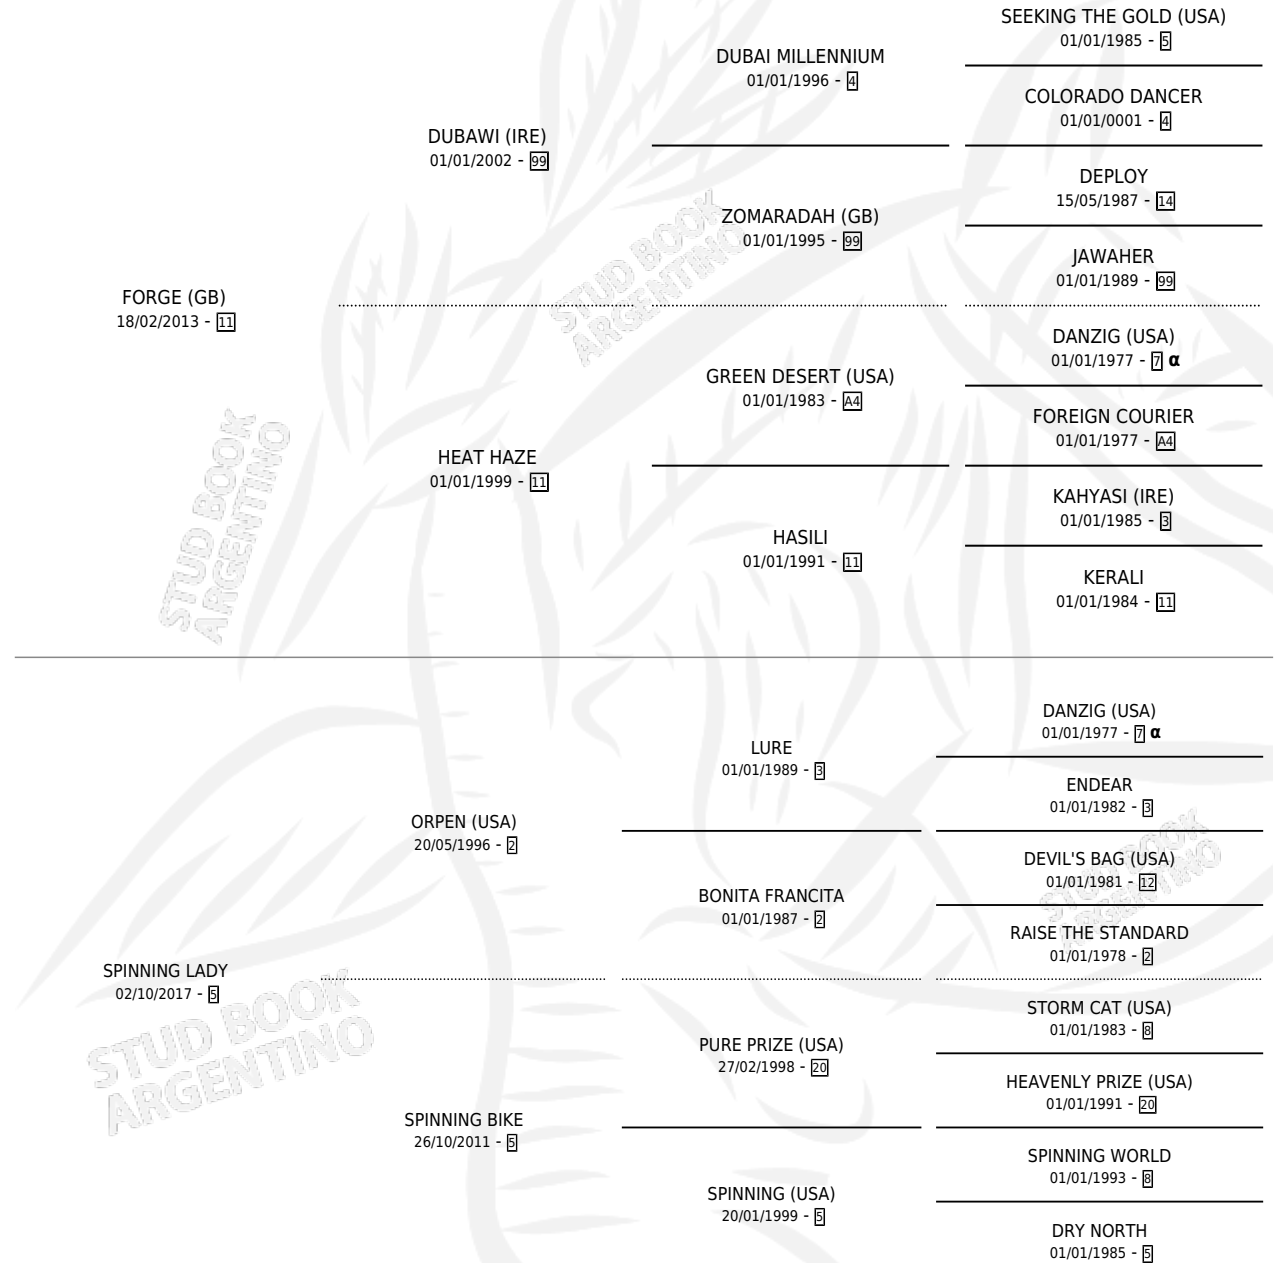 SEEKING THE GOLD (USA)
01/01/1985 - 5
DUBAI MILLENNIUM
01/01/1996 - 4
COLORADO DANCER
01/01/0001 - 4
DUBAWI (IRE)
01/01/2002 - 99
DEPLOY
15/05/1987 - 14
ZOMARADAH (GB)
01/01/1995 - 99
JAWAHER
01/01/1989 - 99
STUD BOOK
ARGENTINO
FORGE (GB)
18/02/2013 - 11
DANZIG (USA)
01/01/1977 - 7 α
GREEN DESERT (USA)
01/01/1983 - A4
FOREIGN COURIER
01/01/1977 - A4
HEAT HAZE
01/01/1999 - 11
KAHYASI (IRE)
01/01/1985 - 3
HASILI
01/01/1991 - 11
KERALI
01/01/1984 - 11
STUD BOOK
ARGENTINO
DANZIG (USA)
01/01/1977 - 7 α
LURE
01/01/1989 - 3
ENDEAR
01/01/1982 - 3
ORPEN (USA)
20/05/1996 - 2
DEVIL'S BAG (USA)
01/01/1981 - 12
STUD BOOK
ARGENTINO
BONITA FRANCITA
01/01/1987 - 2
RAISE THE STANDARD
01/01/1978 - 2
SPINNING LADY
02/10/2017 - 5
STUD BOOK
ARGENTINO
STORM CAT (USA)
01/01/1983 - 8
PURE PRIZE (USA)
27/02/1998 - 20
HEAVENLY PRIZE (USA)
01/01/1991 - 20
SPINNING BIKE
26/10/2011 - 5
SPINNING WORLD
01/01/1993 - 8
SPINNING (USA)
20/01/1999 - 5
DRY NORTH
01/01/1985 - 5